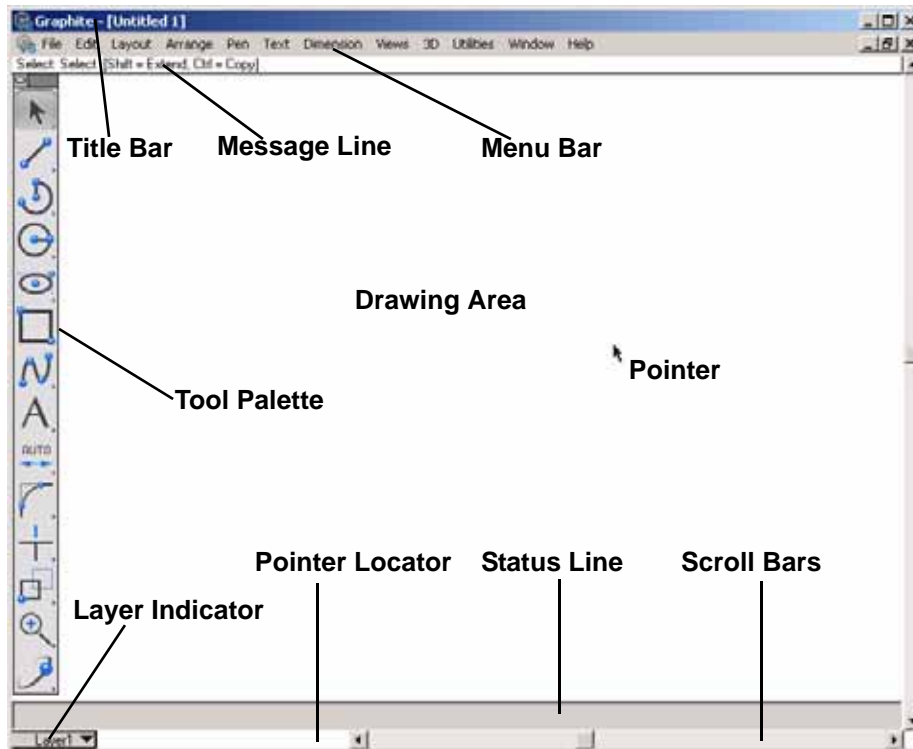 Graphite - [Untitled 1]
File Edit Layout Arrange Pen Text Dimension Views 3D Utilities Window Help
Select Select [Shift = Extend, Ctrl = Copy]
Title Bar
Message Line
Menu Bar
Drawing Area
Pointer
Tool Palette
AUTO
Pointer Locator
Status Line
Scroll Bars
Layer Indicator
Layer1